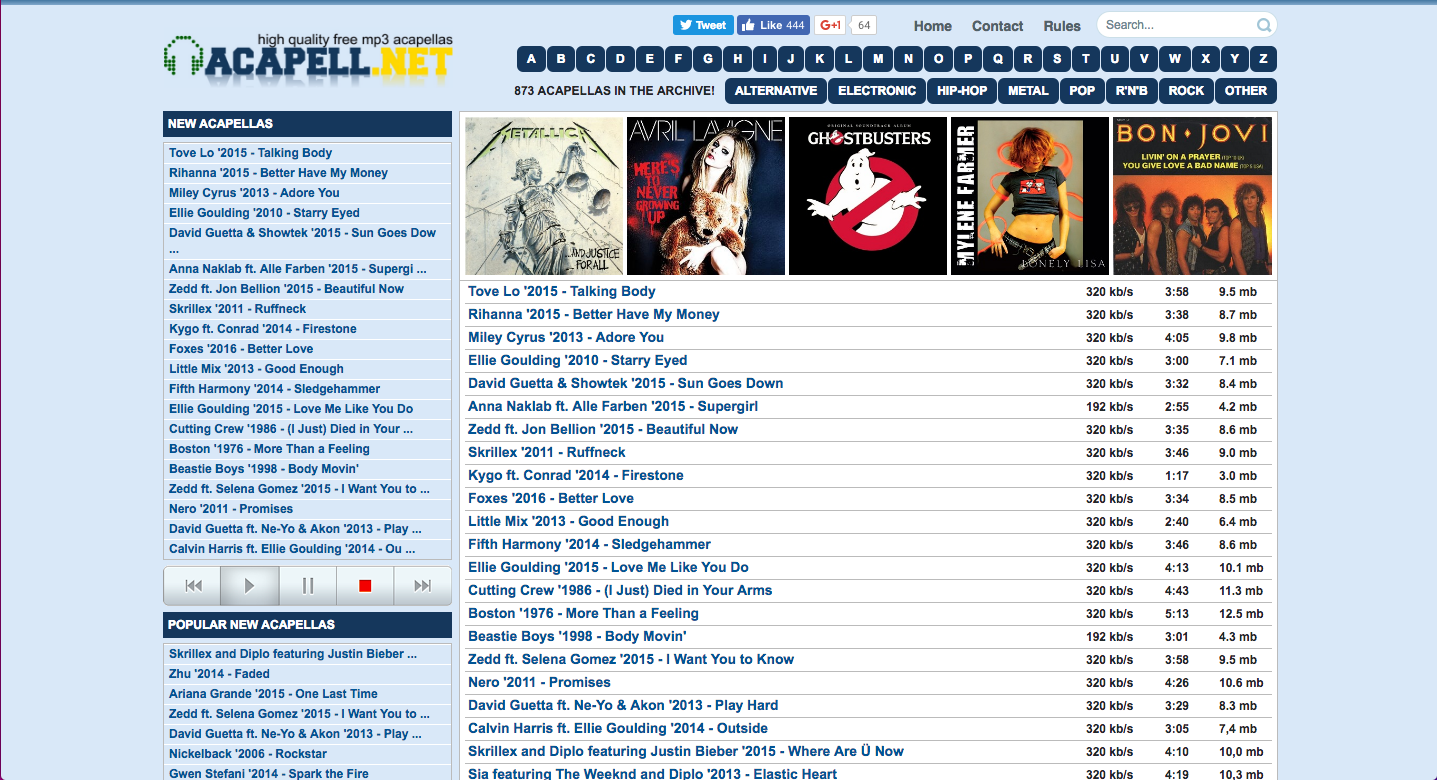 Tweet Like 444 G+1 64 Home Contact Rules Search...
high quality free mp3 acapellas
ACAPELL.NET
A B C D E F G H I J K L M N O P Q R S T U V W X Y Z
873 ACAPELLAS IN THE ARCHIVE! ALTERNATIVE ELECTRONIC HIP-HOP METAL POP R'N'B ROCK OTHER
NEW ACAPELLAS
Tove Lo '2015 - Talking Body
Rihanna '2015 - Better Have My Money
Miley Cyrus '2013 - Adore You
Ellie Goulding '2010 - Starry Eyed
David Guetta & Showtek '2015 - Sun Goes Dow
...
Anna Naklab ft. Alle Farben '2015 - Supergi ...
Zedd ft. Jon Bellion '2015 - Beautiful Now
Skrillex '2011 - Ruffneck
Kygo ft. Conrad '2014 - Firestone
Foxes '2016 - Better Love
Little Mix '2013 - Good Enough
Fifth Harmony '2014 - Sledgehammer
Ellie Goulding '2015 - Love Me Like You Do
Cutting Crew '1986 - (I Just) Died in Your ...
Boston '1976 - More Than a Feeling
Beastie Boys '1998 - Body Movin'
Zedd ft. Selena Gomez '2015 - I Want You to ...
Nero '2011 - Promises
David Guetta ft. Ne-Yo & Akon '2013 - Play ...
Calvin Harris ft. Ellie Goulding '2014 - Ou ...
POPULAR NEW ACAPELLAS
Skrillex and Diplo featuring Justin Bieber ...
Zhu '2014 - Faded
Ariana Grande '2015 - One Last Time
Zedd ft. Selena Gomez '2015 - I Want You to ...
David Guetta ft. Ne-Yo & Akon '2013 - Play ...
Nickelback '2006 - Rockstar
Gwen Stefani '2014 - Spark the Fire
METALLICA
...AND JUSTICE
FOR ALL
AVRIL LAVIGNE
HERE'S
TO
NEVER
GROWING
UP
ORIGINAL SOUNDTRACK ALBUM
GHOSTBUSTERS
MYLENE FARMER
LONELY LISA
BON JOVI
LIVIN' ON A PRAYER (TOP 10 UK)
YOU GIVE LOVE A BAD NAME
Tove Lo '2015 - Talking Body 320 kb/s 3:58 9.5 mb
Rihanna '2015 - Better Have My Money 320 kb/s 3:38 8.7 mb
Miley Cyrus '2013 - Adore You 320 kb/s 4:05 9.8 mb
Ellie Goulding '2010 - Starry Eyed 320 kb/s 3:00 7.1 mb
David Guetta & Showtek '2015 - Sun Goes Down 320 kb/s 3:32 8.4 mb
Anna Naklab ft. Alle Farben '2015 - Supergirl 192 kb/s 2:55 4.2 mb
Zedd ft. Jon Bellion '2015 - Beautiful Now 320 kb/s 3:35 8.6 mb
Skrillex '2011 - Ruffneck 320 kb/s 3:46 9.0 mb
Kygo ft. Conrad '2014 - Firestone 320 kb/s 1:17 3.0 mb
Foxes '2016 - Better Love 320 kb/s 3:34 8.5 mb
Little Mix '2013 - Good Enough 320 kb/s 2:40 6.4 mb
Fifth Harmony '2014 - Sledgehammer 320 kb/s 3:46 8.6 mb
Ellie Goulding '2015 - Love Me Like You Do 320 kb/s 4:13 10.1 mb
Cutting Crew '1986 - (I Just) Died in Your Arms 320 kb/s 4:43 11.3 mb
Boston '1976 - More Than a Feeling 320 kb/s 5:13 12.5 mb
Beastie Boys '1998 - Body Movin' 192 kb/s 3:01 4.3 mb
Zedd ft. Selena Gomez '2015 - I Want You to Know 320 kb/s 3:58 9.5 mb
Nero '2011 - Promises 320 kb/s 4:26 10.6 mb
David Guetta ft. Ne-Yo & Akon '2013 - Play Hard 320 kb/s 3:29 8.3 mb
Calvin Harris ft. Ellie Goulding '2014 - Outside 320 kb/s 3:05 7,4 mb
Skrillex and Diplo featuring Justin Bieber '2015 - Where Are Ü Now 320 kb/s 4:10 10,0 mb
Sia featuring The Weeknd and Diplo '2013 - Elastic Heart 320 kb/s 4:19 10,3 mb